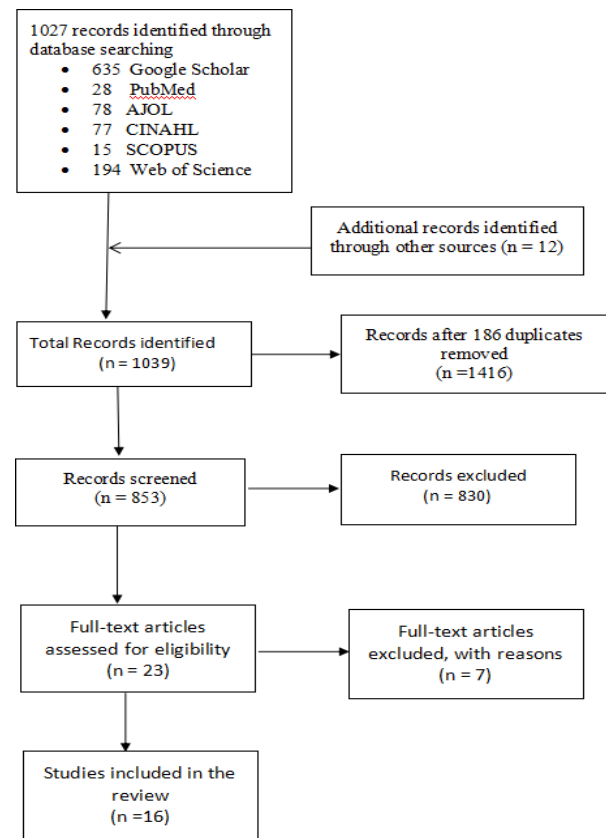 1027 records identified through
database searching
• 635 Google Scholar
• 28 PubMed
• 78 AJOL
• 77 CINAHL
• 15 SCOPUS
• 194 Web of Science
Additional records identified
through other sources (n = 12)
Total Records identified
(n = 1039)
Records after 186 duplicates
removed
(n =1416)
Records screened
(n = 853)
Records excluded
(n = 830)
Full-text articles
assessed for eligibility
(n = 23)
Full-text articles
excluded, with reasons
(n = 7)
Studies included in the
review
(n =16)